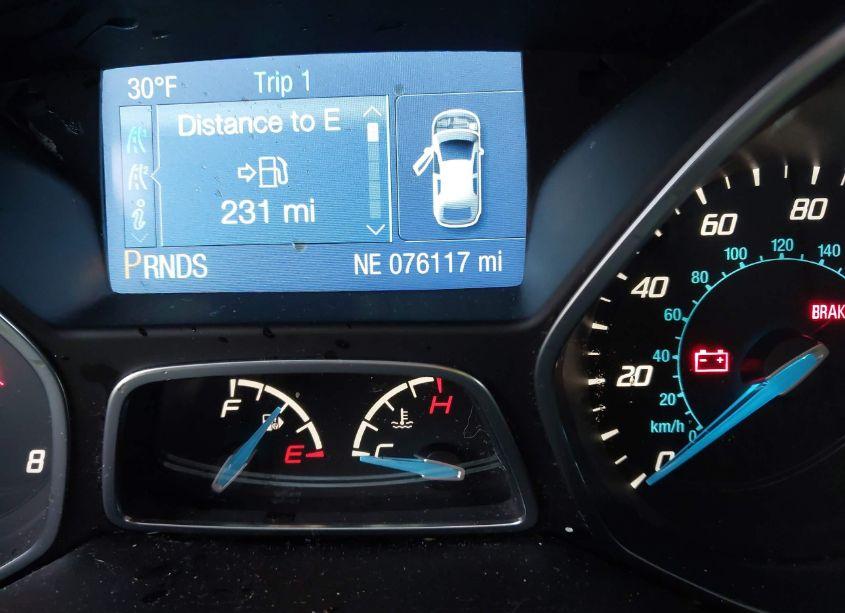 30°F Trip 1
Distance to E
231 mi
PRNDS NE 076117 mi
F E
C H
8
0 20 40 60 80
km/h 0 20 40 60 80 100 120 140
BRAK